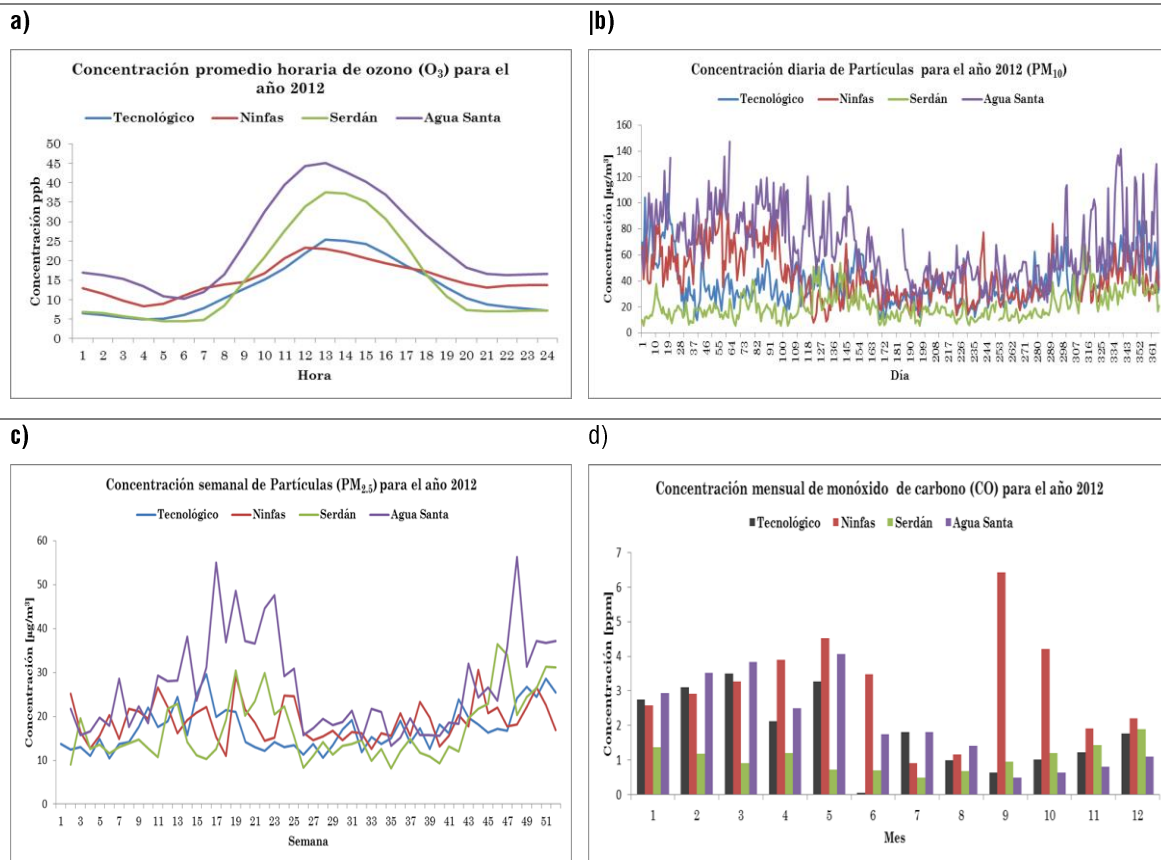 a)
Concentración promedio horaria de ozono (O₃) para el
año 2012
Tecnológico Ninfas Serdán Agua Santa
Concentración ppb
50
45
40
35
30
25
20
15
10
5
0
1 2 3 4 5 6 7 8 9 10 11 12 13 14 15 16 17 18 19 20 21 22 23 24
Hora
|b)
Concentración diaria de Partículas para el año 2012 (PM₁₀)
Tecnológico Ninfas Serdán Agua Santa
Concentración [µg/m³]
160
140
120
100
80
60
40
20
0
1 10 19 28 37 46 55 64 73 82 91 100 109 118 127 136 145 154 163 172 181 190 199 208 217 226 235 244 253 262 271 280 289 298 307 316 325 334 343 352 361
Día
c)
Concentración semanal de Partículas (PM₂.₅) para el año 2012
Tecnológico Ninfas Serdán Agua Santa
Concentración [µg/m³]
60
50
40
30
20
10
0
1 3 5 7 9 11 13 15 17 19 21 23 25 27 29 31 33 35 37 39 41 43 45 47 49 51
Semana
d)
Concentración mensual de monóxido de carbono (CO) para el año 2012
Tecnológico Ninfas Serdán Agua Santa
Concentración [ppm]
7
6
5
4
3
2
1
0
1 2 3 4 5 6 7 8 9 10 11 12
Mes